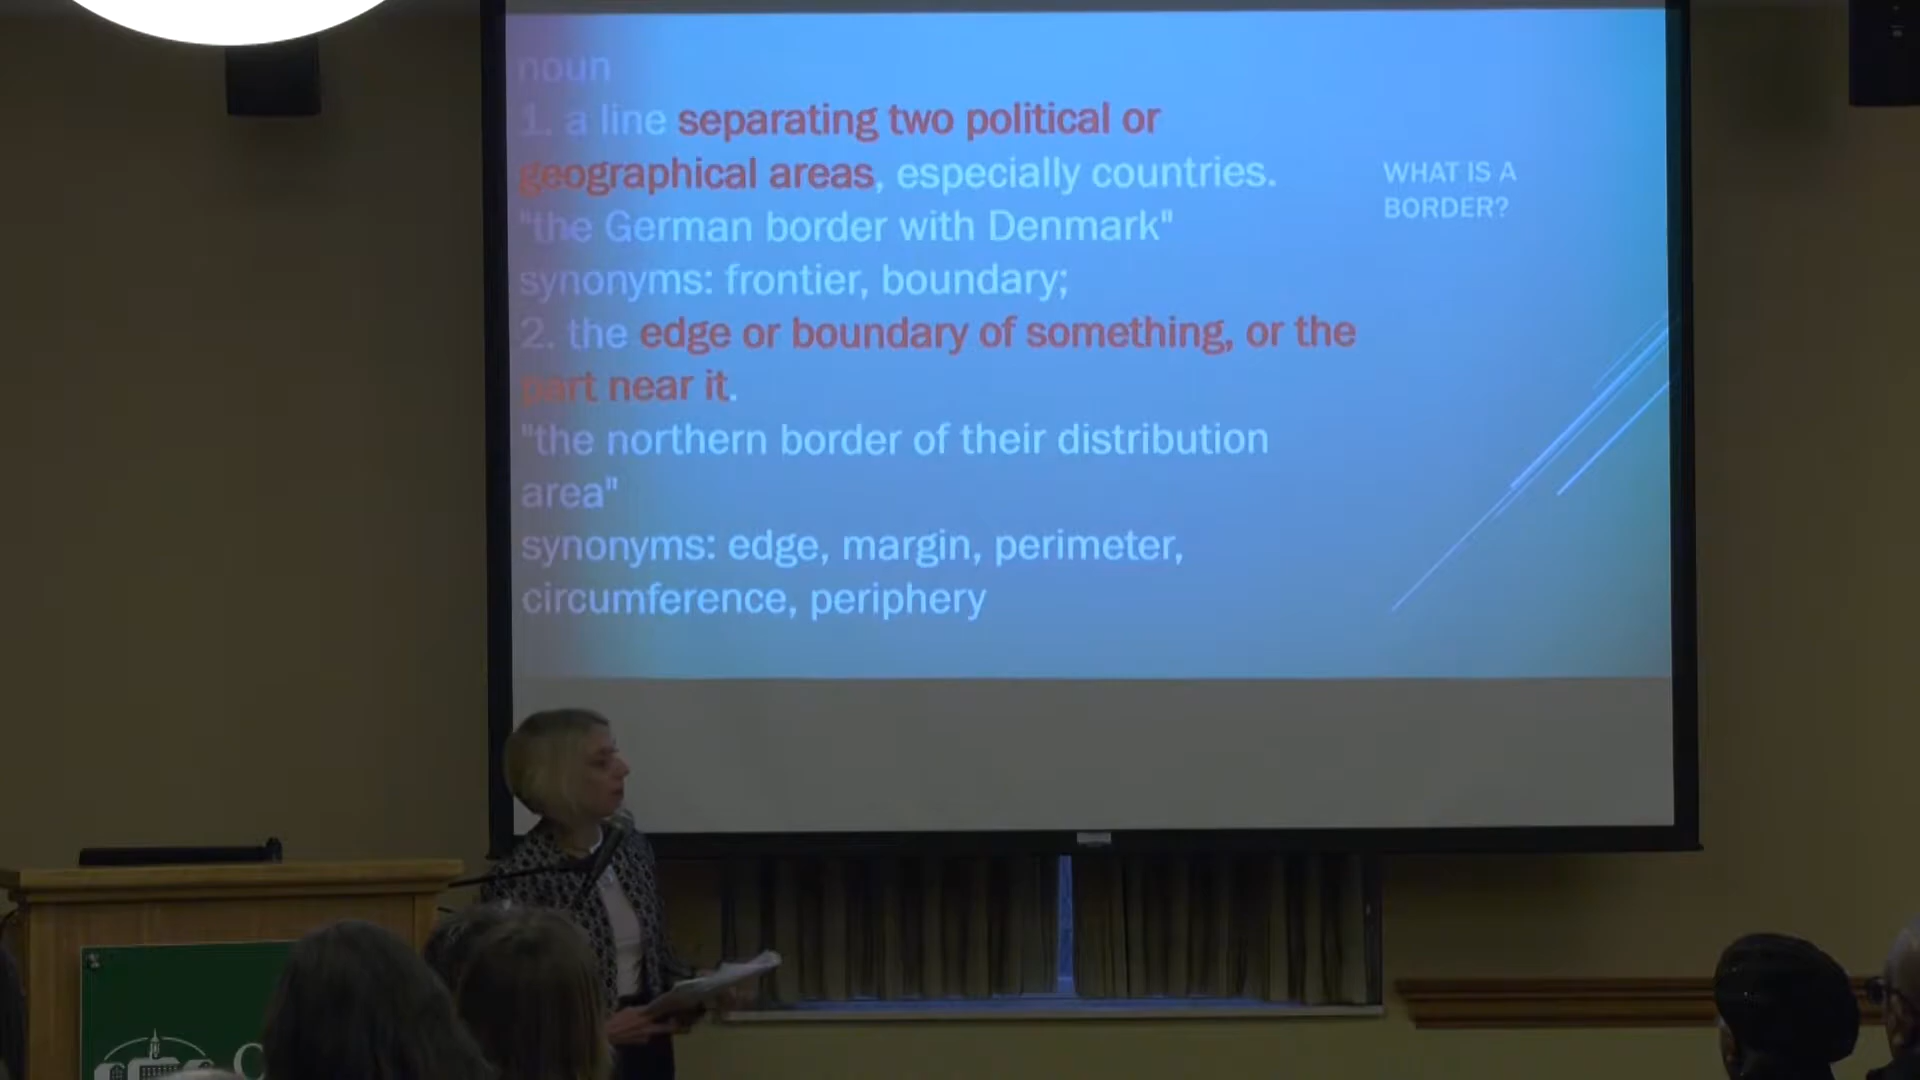 noun
1. a line separating two political or
geographical areas, especially countries.
"the German border with Denmark"
synonyms: frontier, boundary;
2. the edge or boundary of something, or the
part near it.
"the northern border of their distribution
area"
synonyms: edge, margin, perimeter,
circumference, periphery
WHAT IS A
BORDER?